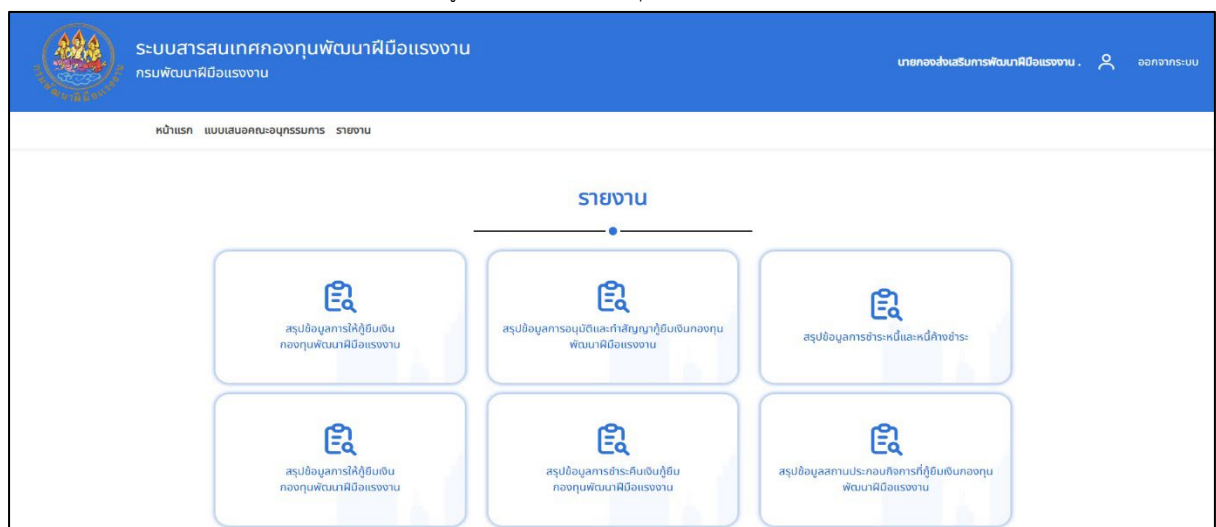 ระบบสารสนเทศกองทุนพัฒนาฝีมือแรงงาน
กรมพัฒนาฝีมือแรงงาน
นายกองส่งเสริมการพัฒนาฝีมือแรงงาน .
ออกจากระบบ
กรมพัฒนาฝีมือแรงงาน
หน้าแรก แบบเสนอคณะอนุกรรมการ รายงาน
รายงาน
สรุปข้อมูลการให้กู้ยืมเงิน
กองทุนพัฒนาฝีมือแรงงาน
สรุปข้อมูลการอนุมัติและทำสัญญากู้ยืมเงินกองทุน
พัฒนาฝีมือแรงงาน
สรุปข้อมูลการชำระหนี้และหนี้ค้างชำระ
สรุปข้อมูลการให้กู้ยืมเงิน
กองทุนพัฒนาฝีมือแรงงาน
สรุปข้อมูลการชำระคืนเงินกู้ยืม
กองทุนพัฒนาฝีมือแรงงาน
สรุปข้อมูลสถานประกอบกิจการที่กู้ยืมเงินกองทุน
พัฒนาฝีมือแรงงาน